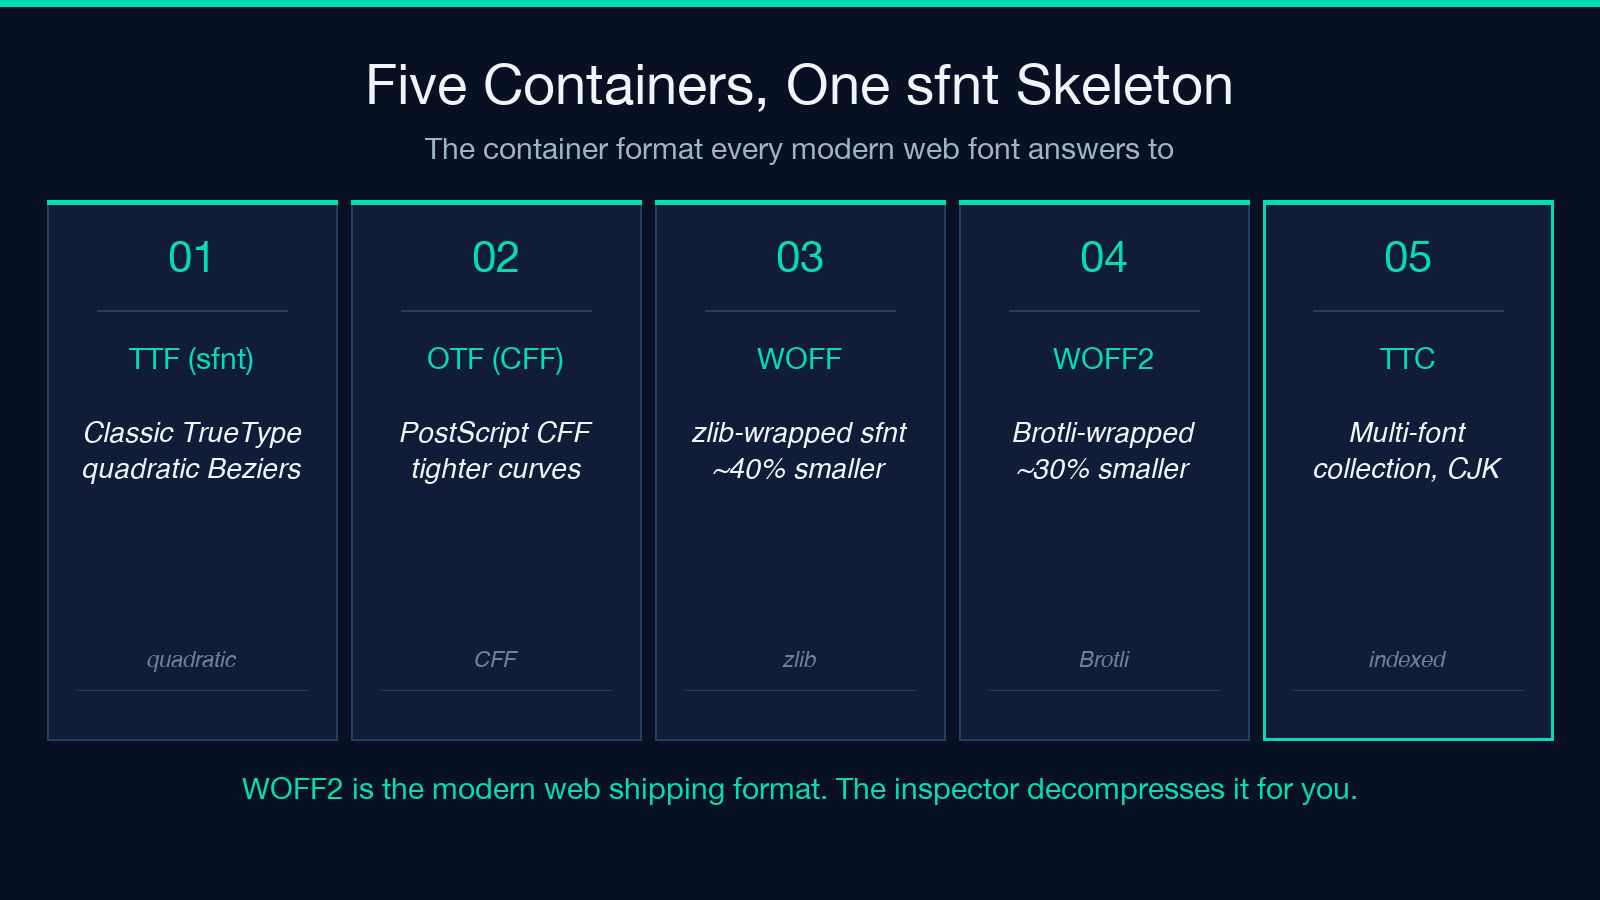 Five Containers, One sfnt Skeleton
The container format every modern web font answers to
01
TTF (sfnt)
Classic TrueType
quadratic Beziers
quadratic
02
OTF (CFF)
PostScript CFF
tighter curves
CFF
03
WOFF
zlib-wrapped sfnt
~40% smaller
zlib
04
WOFF2
Brotli-wrapped
~30% smaller
Brotli
05
TTC
Multi-font
collection, CJK
indexed
WOFF2 is the modern web shipping format. The inspector decompresses it for you.